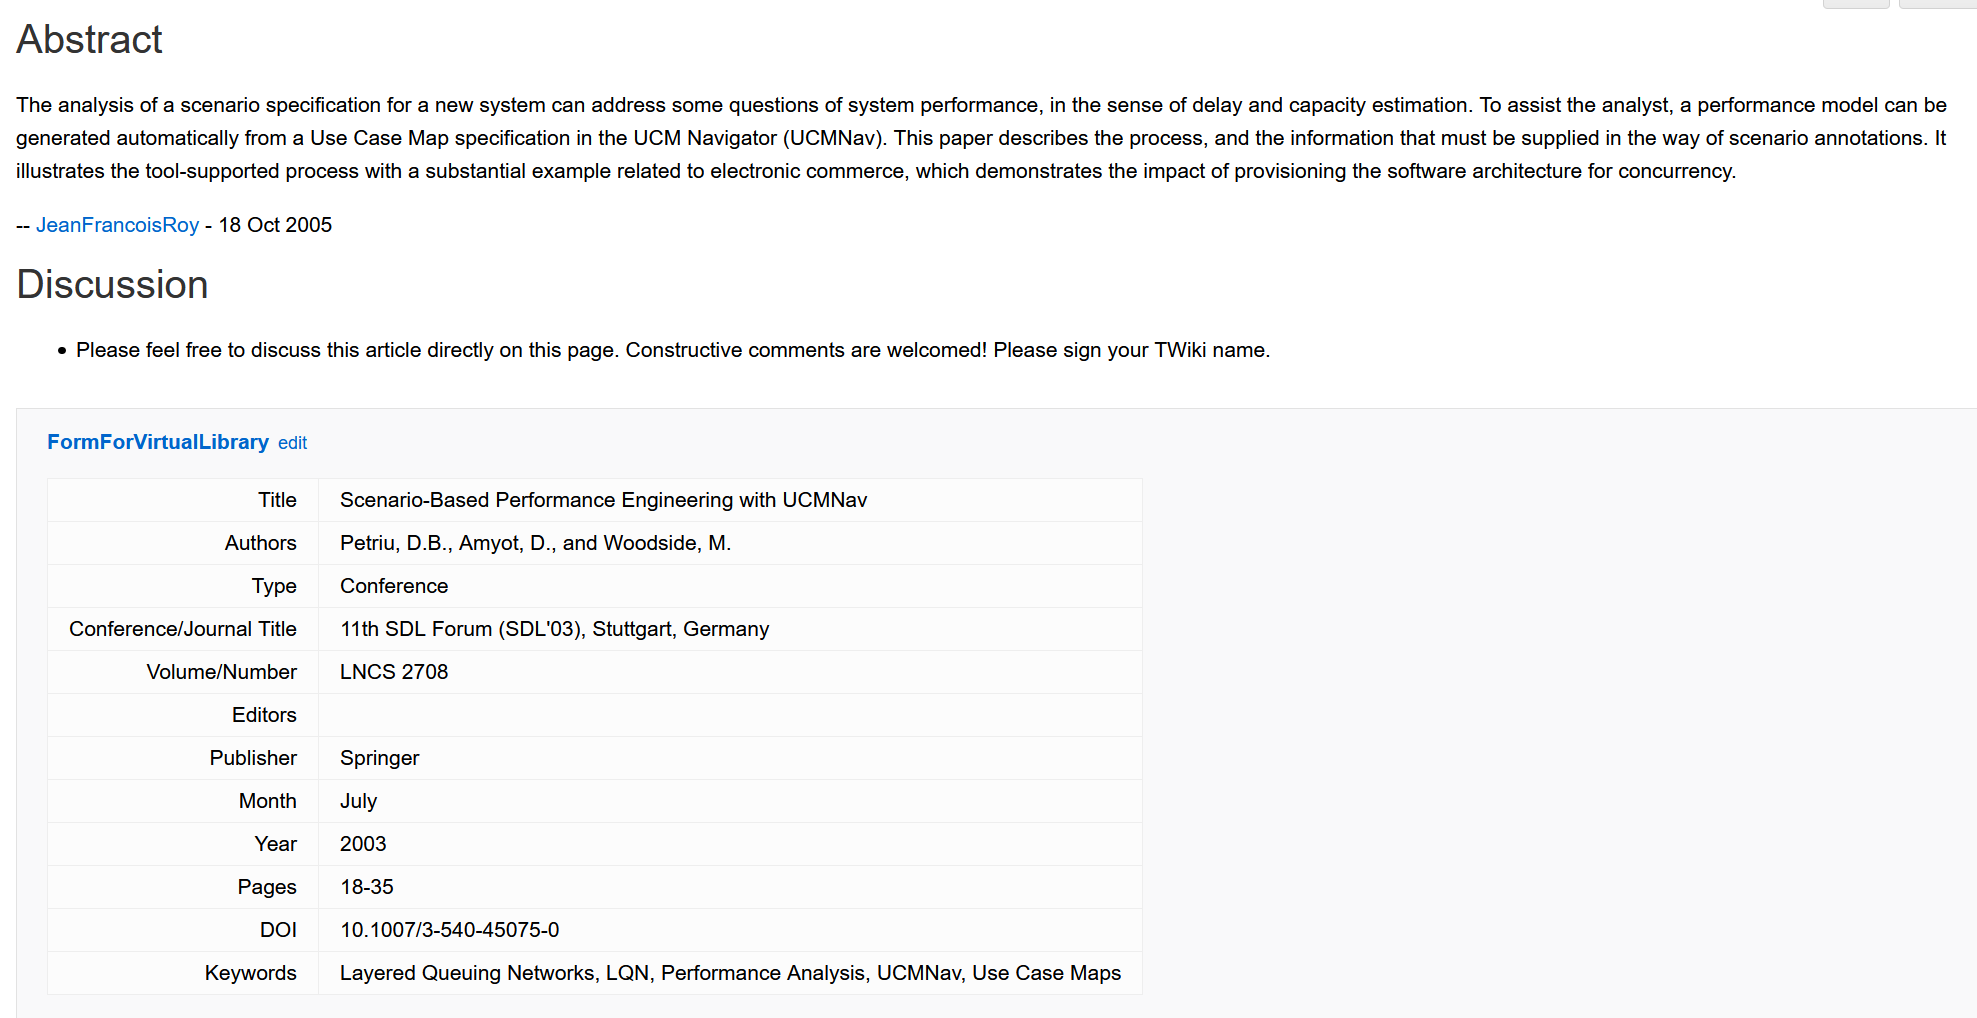 Abstract
The analysis of a scenario specification for a new system can address some questions of system performance, in the sense of delay and capacity estimation. To assist the analyst, a performance model can be
generated automatically from a Use Case Map specification in the UCM Navigator (UCMNav). This paper describes the process, and the information that must be supplied in the way of scenario annotations. It
illustrates the tool-supported process with a substantial example related to electronic commerce, which demonstrates the impact of provisioning the software architecture for concurrency.
-- JeanFrancoisRoy - 18 Oct 2005
Discussion
• Please feel free to discuss this article directly on this page. Constructive comments are welcomed! Please sign your TWiki name.
FormForVirtualLibrary edit
Title Scenario-Based Performance Engineering with UCMNav
Authors Petriu, D.B., Amyot, D., and Woodside, M.
Type Conference
Conference/Journal Title 11th SDL Forum (SDL'03), Stuttgart, Germany
Volume/Number LNCS 2708
Editors
Publisher Springer
Month July
Year 2003
Pages 18-35
DOI 10.1007/3-540-45075-0
Keywords Layered Queuing Networks, LQN, Performance Analysis, UCMNav, Use Case Maps